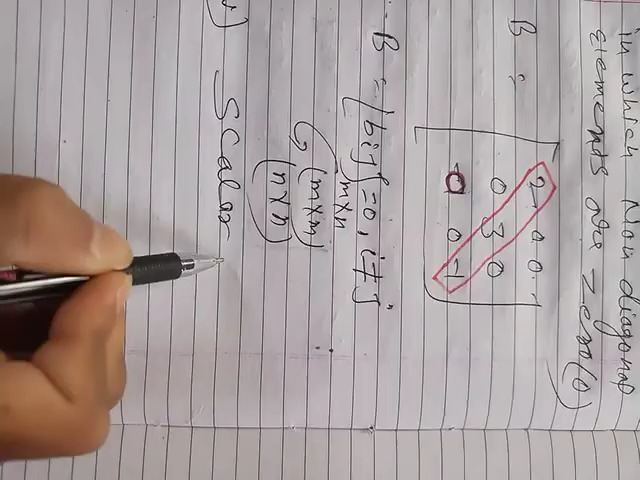 in which Non diagonal
elements are zero (0)
B =
2 0 0
0 3 0
0 0 -1
B = [bij]m×n = 0, i≠j
(m×m)
(n×n)
) Scalar